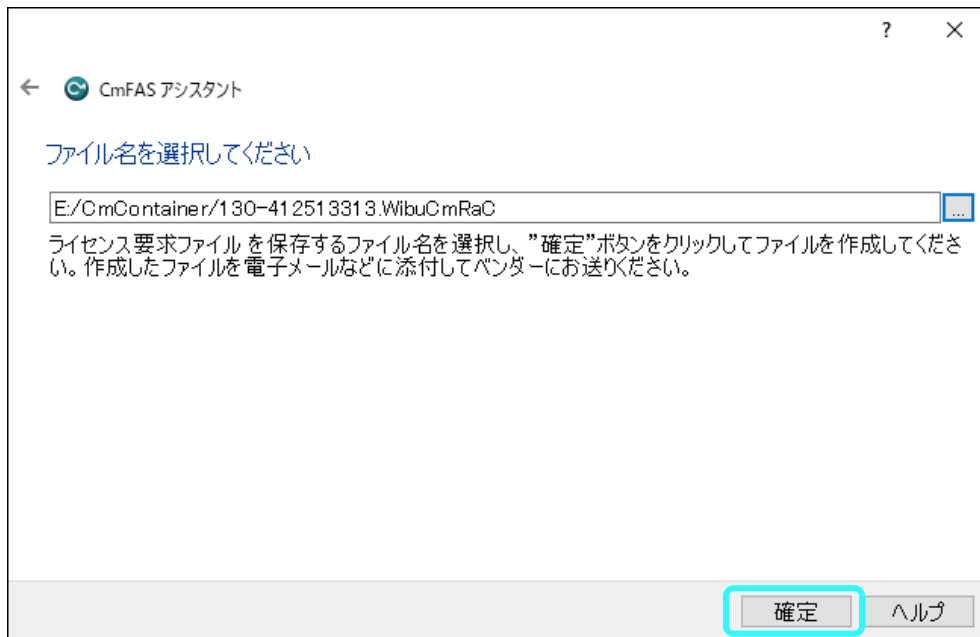 ?
CmFAS アシスタント
ファイル名を選択してください
E:/CmContainer/130-412513313.WibuCmRaC
...
ライセンス要求ファイル を保存するファイル名を選択し、"確定"ボタンをクリックしてファイルを作成してくださ
い。作成したファイルを電子メールなどに添付してベンダーにお送りください。
確定
ヘルプ